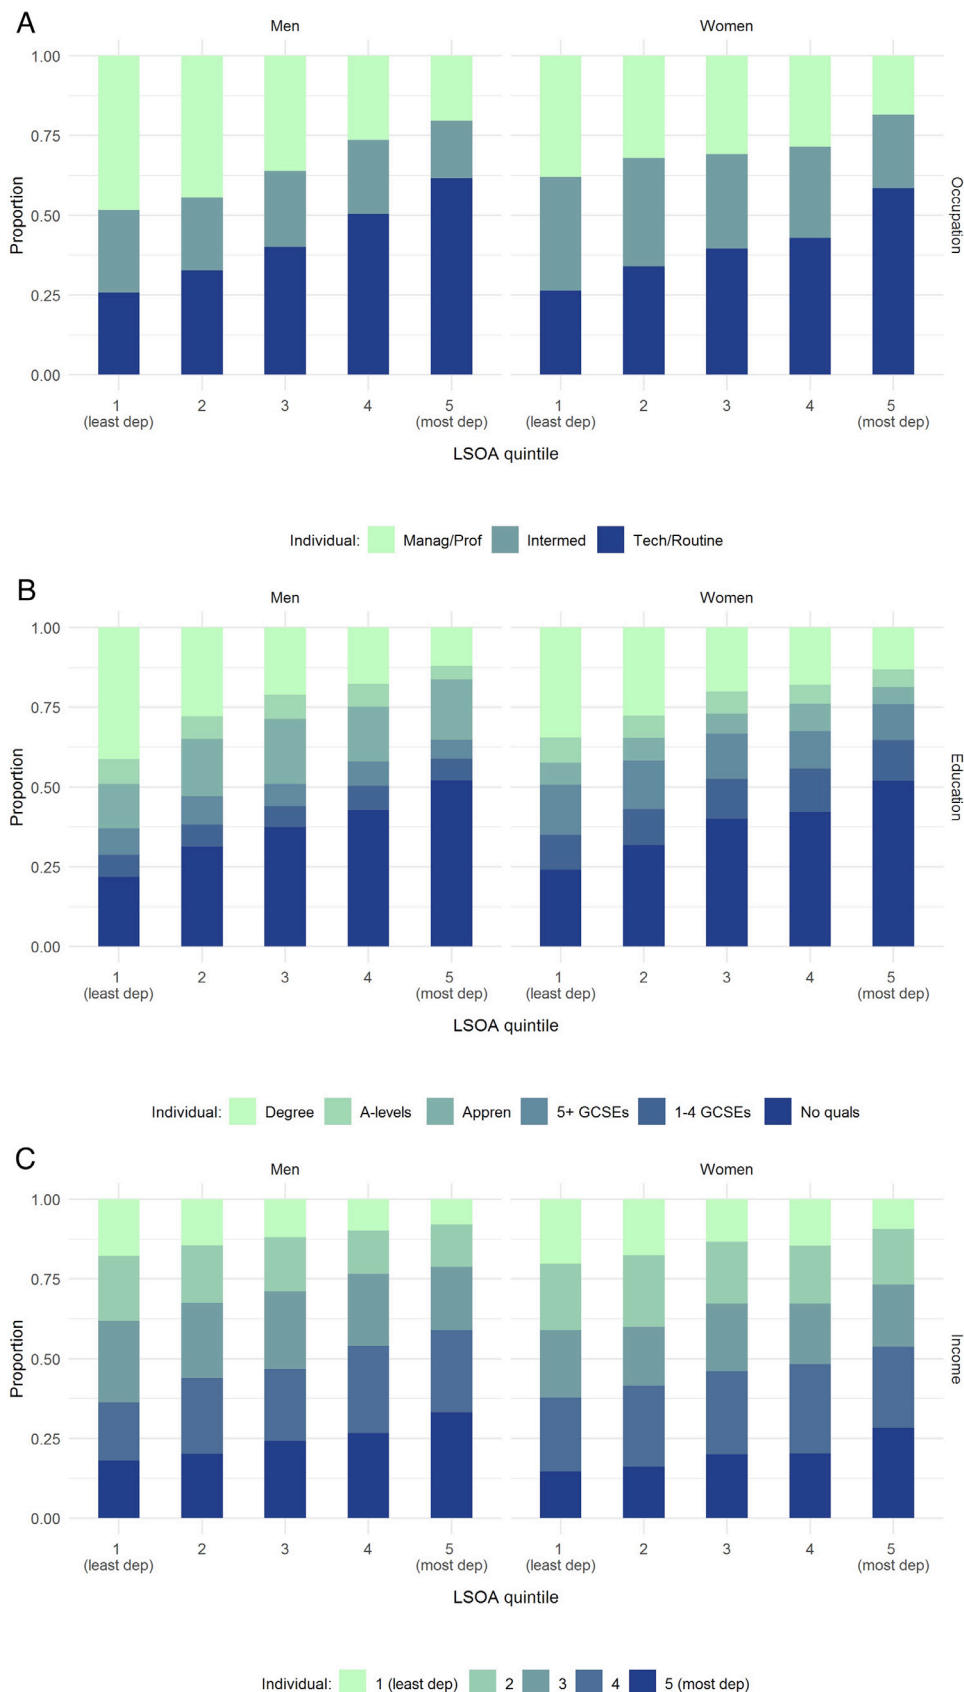 A
Men
Women
1.00
0.75
0.50
0.25
0.00
Proportion
Occupation
1 2 3 4 5 1 2 3 4 5
(least dep) (most dep) (least dep) (most dep)
LSOA quintile
Individual: Manag/Prof Intermed Tech/Routine
B
Men
Women
1.00
0.75
0.50
0.25
0.00
Proportion
Education
1 2 3 4 5 1 2 3 4 5
(least dep) (most dep) (least dep) (most dep)
LSOA quintile
Individual: Degree A-levels Appren 5+ GCSEs 1-4 GCSEs No quals
C
Men
Women
1.00
0.75
0.50
0.25
0.00
Proportion
Income
1 2 3 4 5 1 2 3 4 5
(least dep) (most dep) (least dep) (most dep)
LSOA quintile
Individual: 1 (least dep) 2 3 4 5 (most dep)